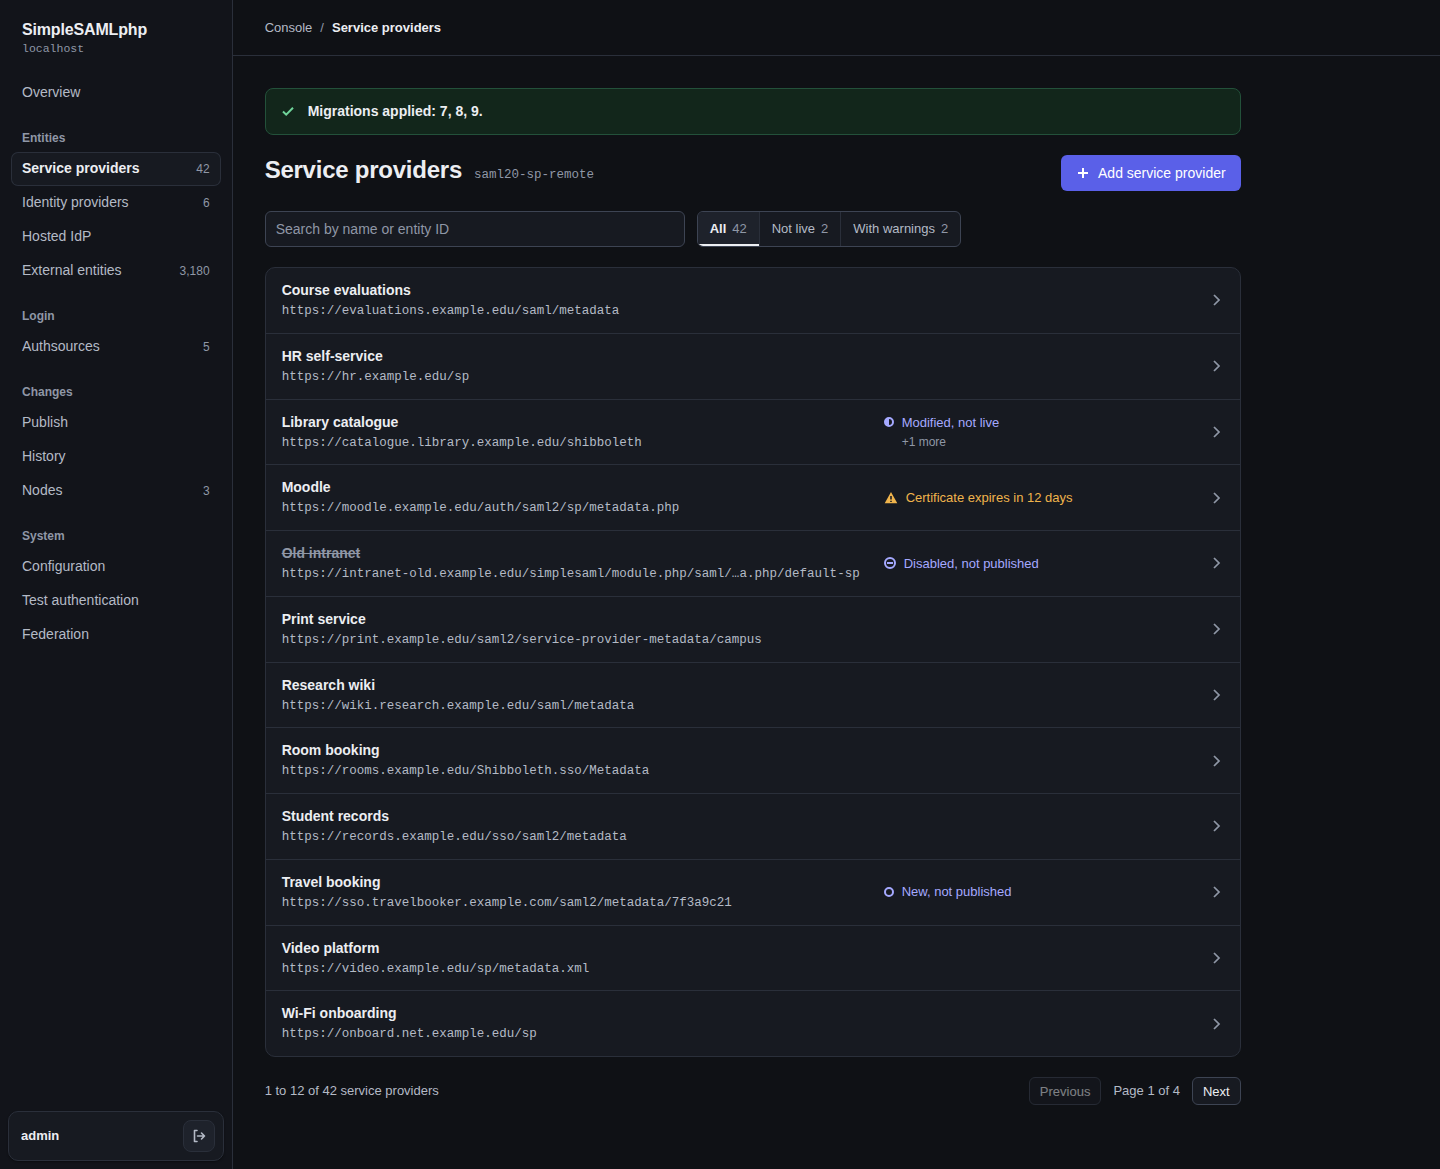 SimpleSAMLphp
localhost
Overview
Entities
Service providers 42
Identity providers 6
Hosted IdP
External entities 3,180
Login
Authsources 5
Changes
Publish
History
Nodes 3
System
Configuration
Test authentication
Federation
admin
Console / Service providers
Migrations applied: 7, 8, 9.
Service providers saml20-sp-remote
Add service provider
Search by name or entity ID
All 42 Not live 2 With warnings 2
Course evaluations
https://evaluations.example.edu/saml/metadata
HR self-service
https://hr.example.edu/sp
Library catalogue
https://catalogue.library.example.edu/shibboleth
Modified, not live
+1 more
Moodle
https://moodle.example.edu/auth/saml2/sp/metadata.php
Certificate expires in 12 days
Old intranet
https://intranet-old.example.edu/simplesaml/module.php/saml/…a.php/default-sp
Disabled, not published
Print service
https://print.example.edu/saml2/service-provider-metadata/campus
Research wiki
https://wiki.research.example.edu/saml/metadata
Room booking
https://rooms.example.edu/Shibboleth.sso/Metadata
Student records
https://records.example.edu/sso/saml2/metadata
Travel booking
https://sso.travelbooker.example.com/saml2/metadata/7f3a9c21
New, not published
Video platform
https://video.example.edu/sp/metadata.xml
Wi-Fi onboarding
https://onboard.net.example.edu/sp
1 to 12 of 42 service providers
Previous Page 1 of 4 Next